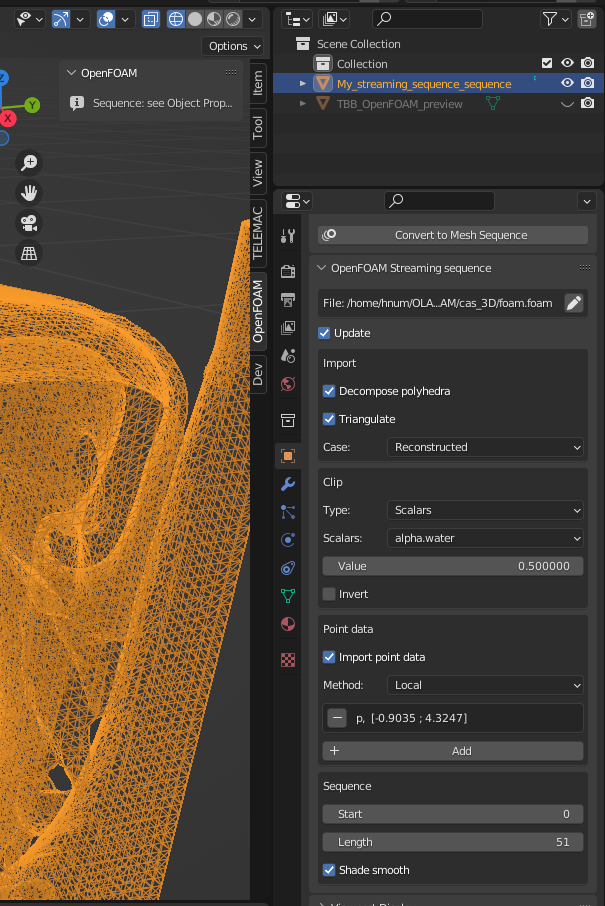 Options
Z
Y
X
OpenFOAM
Sequence: see Object Prop...
Item
Tool
View
TELEMAC
OpenFOAM
Dev
Scene Collection
Collection
My_streaming_sequence_sequence
TBB_OpenFOAM_preview
Convert to Mesh Sequence
OpenFOAM Streaming sequence
File: /home/hnum/OLA...AM/cas_3D/foam.foam
Update
Import
Decompose polyhedra
Triangulate
Case: Reconstructed
Clip
Type: Scalars
Scalars: alpha.water
Value 0.500000
Invert
Point data
Import point data
Method: Local
p, [-0.9035 ; 4.3247]
+ Add
Sequence
Start 0
Length 51
Shade smooth